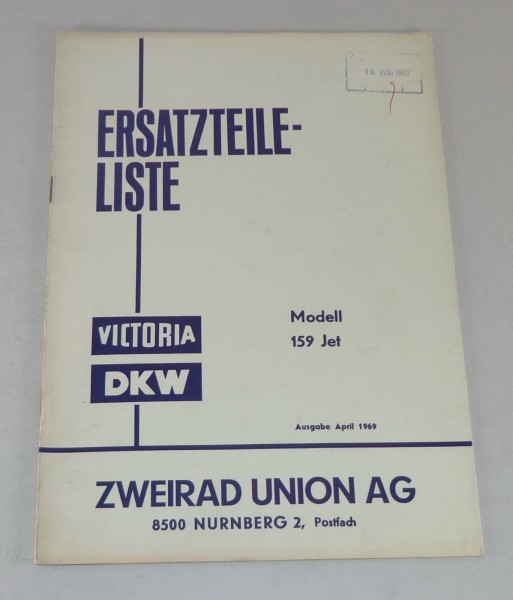 ERSATZTEILE-
LISTE
VICTORIA
DKW
Modell
159 Jet
Ausgabe April 1969
ZWEIRAD UNION AG
8500 NURNBERG 2, Postfach